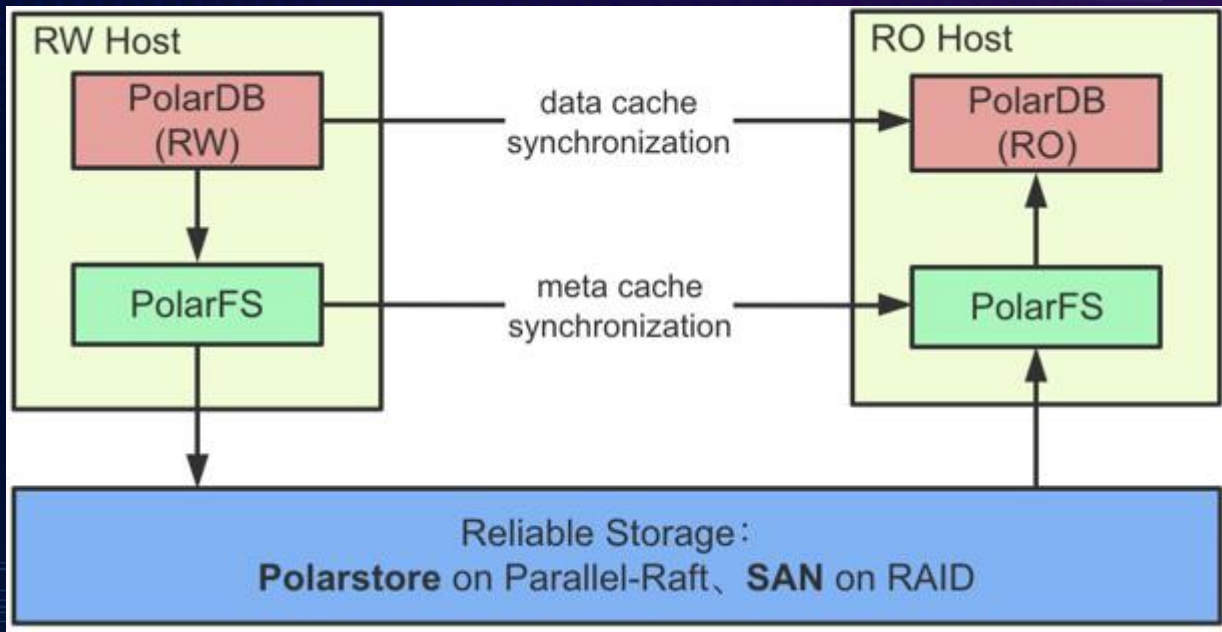 RW Host
PolarDB
(RW)
PolarFS
data cache
synchronization
meta cache
synchronization
RO Host
PolarDB
(RO)
PolarFS
Reliable Storage：
Polarstore on Parallel-Raft、SAN on RAID